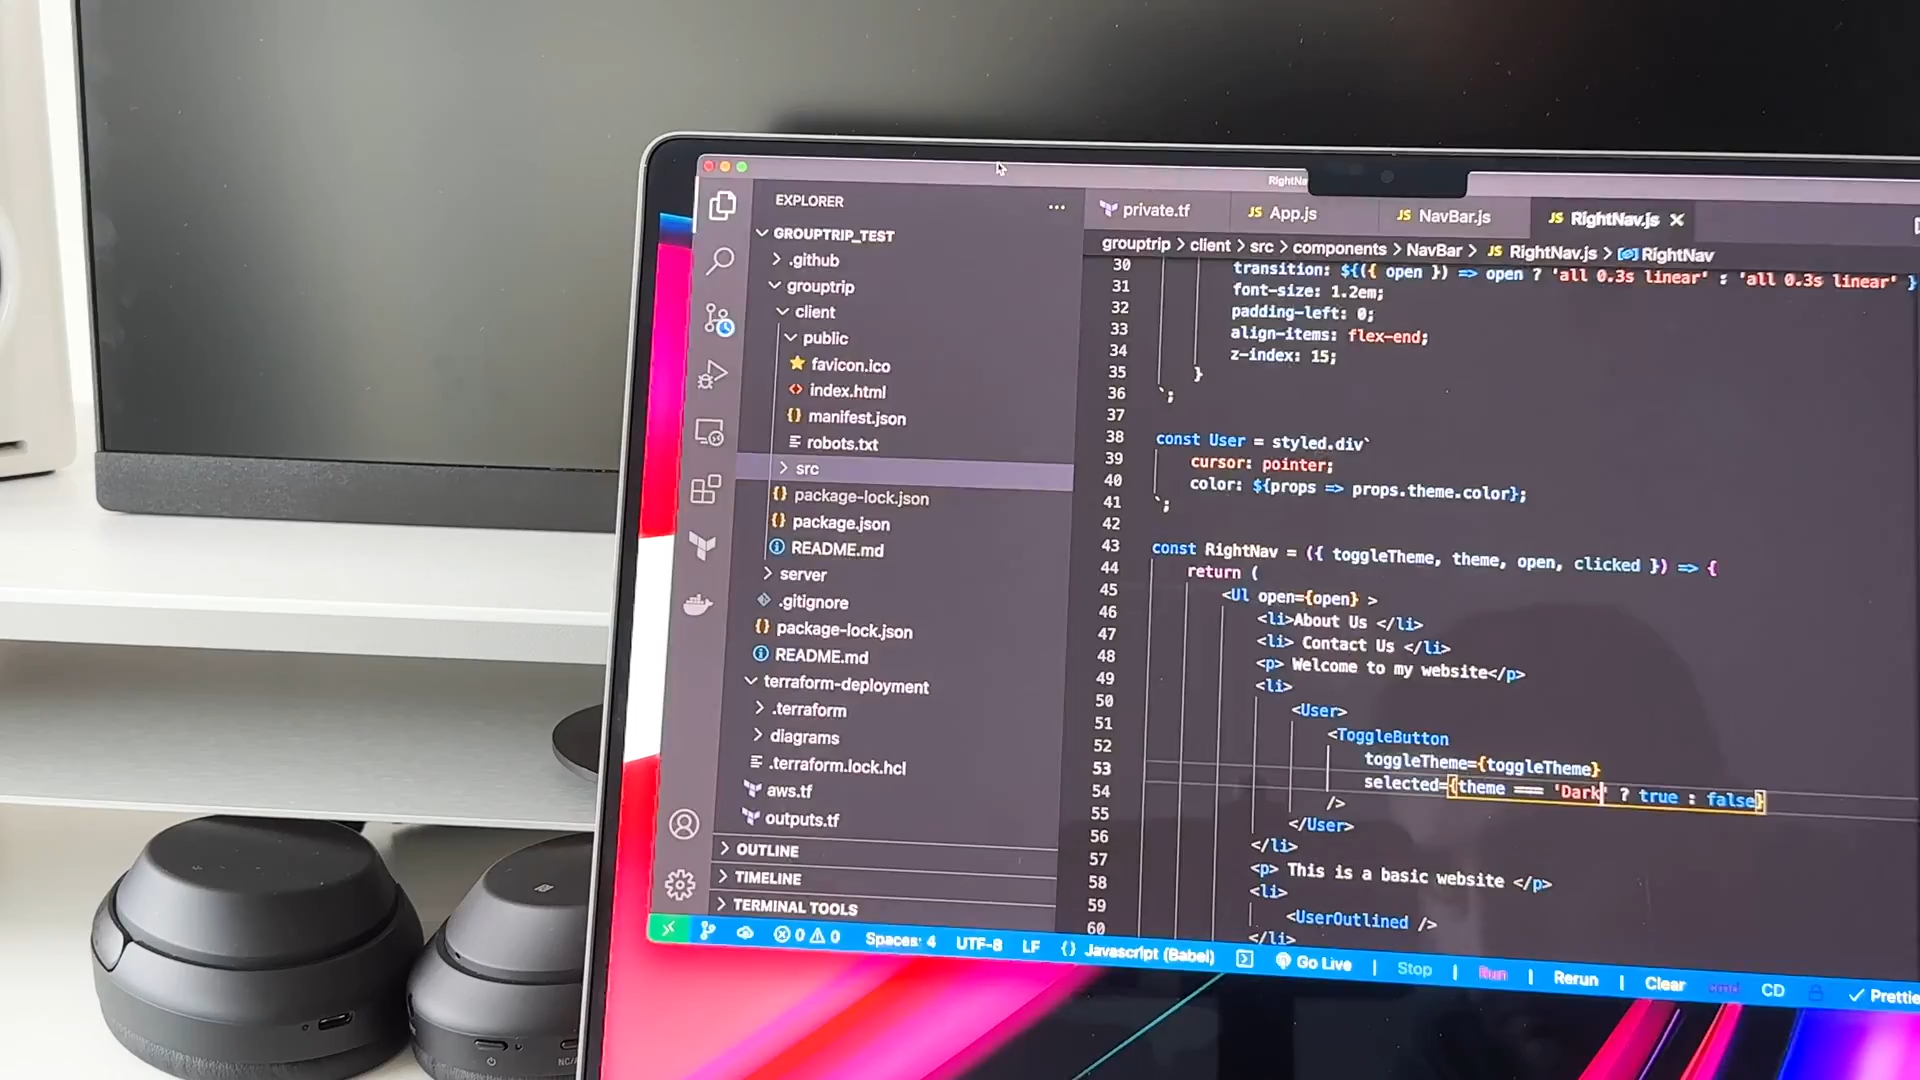 RightNa
EXPLORER
...
GROUPTRIP_TEST
.github
grouptrip
client
public
favicon.ico
index.html
manifest.json
robots.txt
src
package-lock.json
package.json
README.md
server
.gitignore
package-lock.json
README.md
terraform-deployment
.terraform
diagrams
.terraform.lock.hcl
aws.tf
outputs.tf
OUTLINE
TIMELINE
TERMINAL TOOLS
private.tf JS App.js JS NavBar.js JS RightNav.js
grouptrip > client > src > components > NavBar > JS RightNav.js > RightNav
30 transition: ${({ open }) => open ? 'all 0.3s linear' : 'all 0.3s linear' }
31 font-size: 1.2em;
32 padding-left: 0;
33 align-items: flex-end;
34 z-index: 15;
35 }
36 `;
37
38 const User = styled.div`
39 cursor: pointer;
40 color: ${props => props.theme.color};
41 `;
42
43 const RightNav = ({ toggleTheme, theme, open, clicked }) => {
44 return (
45 <Ul open={open} >
46 <li>About Us </li>
47 <li> Contact Us </li>
48 <p> Welcome to my website</p>
49 <li>
50 <User>
51 <ToggleButton
52 toggleTheme={toggleTheme}
53 selected={theme === 'Dark' ? true : false}
54 />
55 </User>
56 </li>
57 <p> This is a basic website </p>
58 <li>
59 <UserOutlined />
60 </li>
0 0 Spaces: 4 UTF-8 LF {} Javascript (Babel) Go Live | Stop | Run | Rerun | Clear cmd CD Prettie
NC/